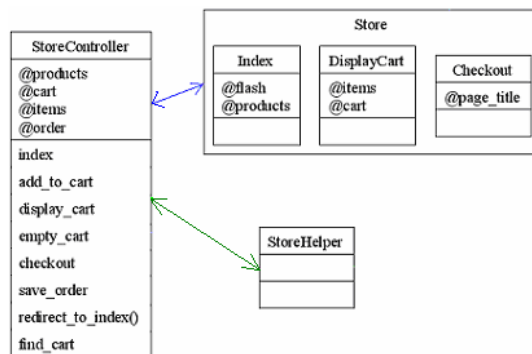 StoreController
@products
@cart
@items
@order
index
add_to_cart
display_cart
empty_cart
checkout
save_order
redirect_to_index()
find_cart
Store
Index
@flash
@products
DisplayCart
@items
@cart
Checkout
@page_title
StoreHelper